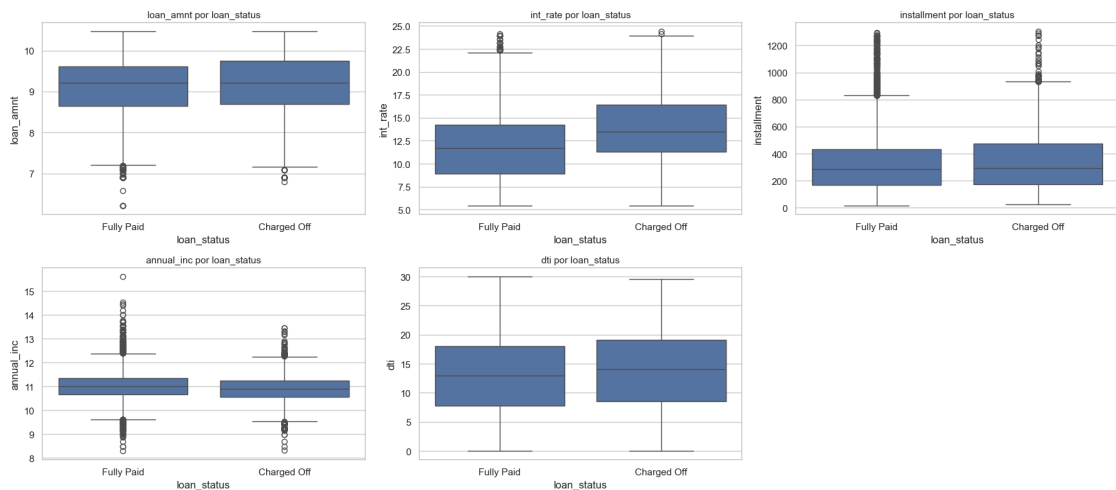 loan_amnt por loan_status
loan_amnt
10
9
8
7
Fully Paid
Charged Off
loan_status
int_rate por loan_status
int_rate
25.0
22.5
20.0
17.5
15.0
12.5
10.0
7.5
5.0
Fully Paid
Charged Off
loan_status
installment por loan_status
installment
1200
1000
800
600
400
200
0
Fully Paid
Charged Off
loan_status
annual_inc por loan_status
annual_inc
15
14
13
12
11
10
9
8
Fully Paid
Charged Off
loan_status
dti por loan_status
dti
30
25
20
15
10
5
0
Fully Paid
Charged Off
loan_status